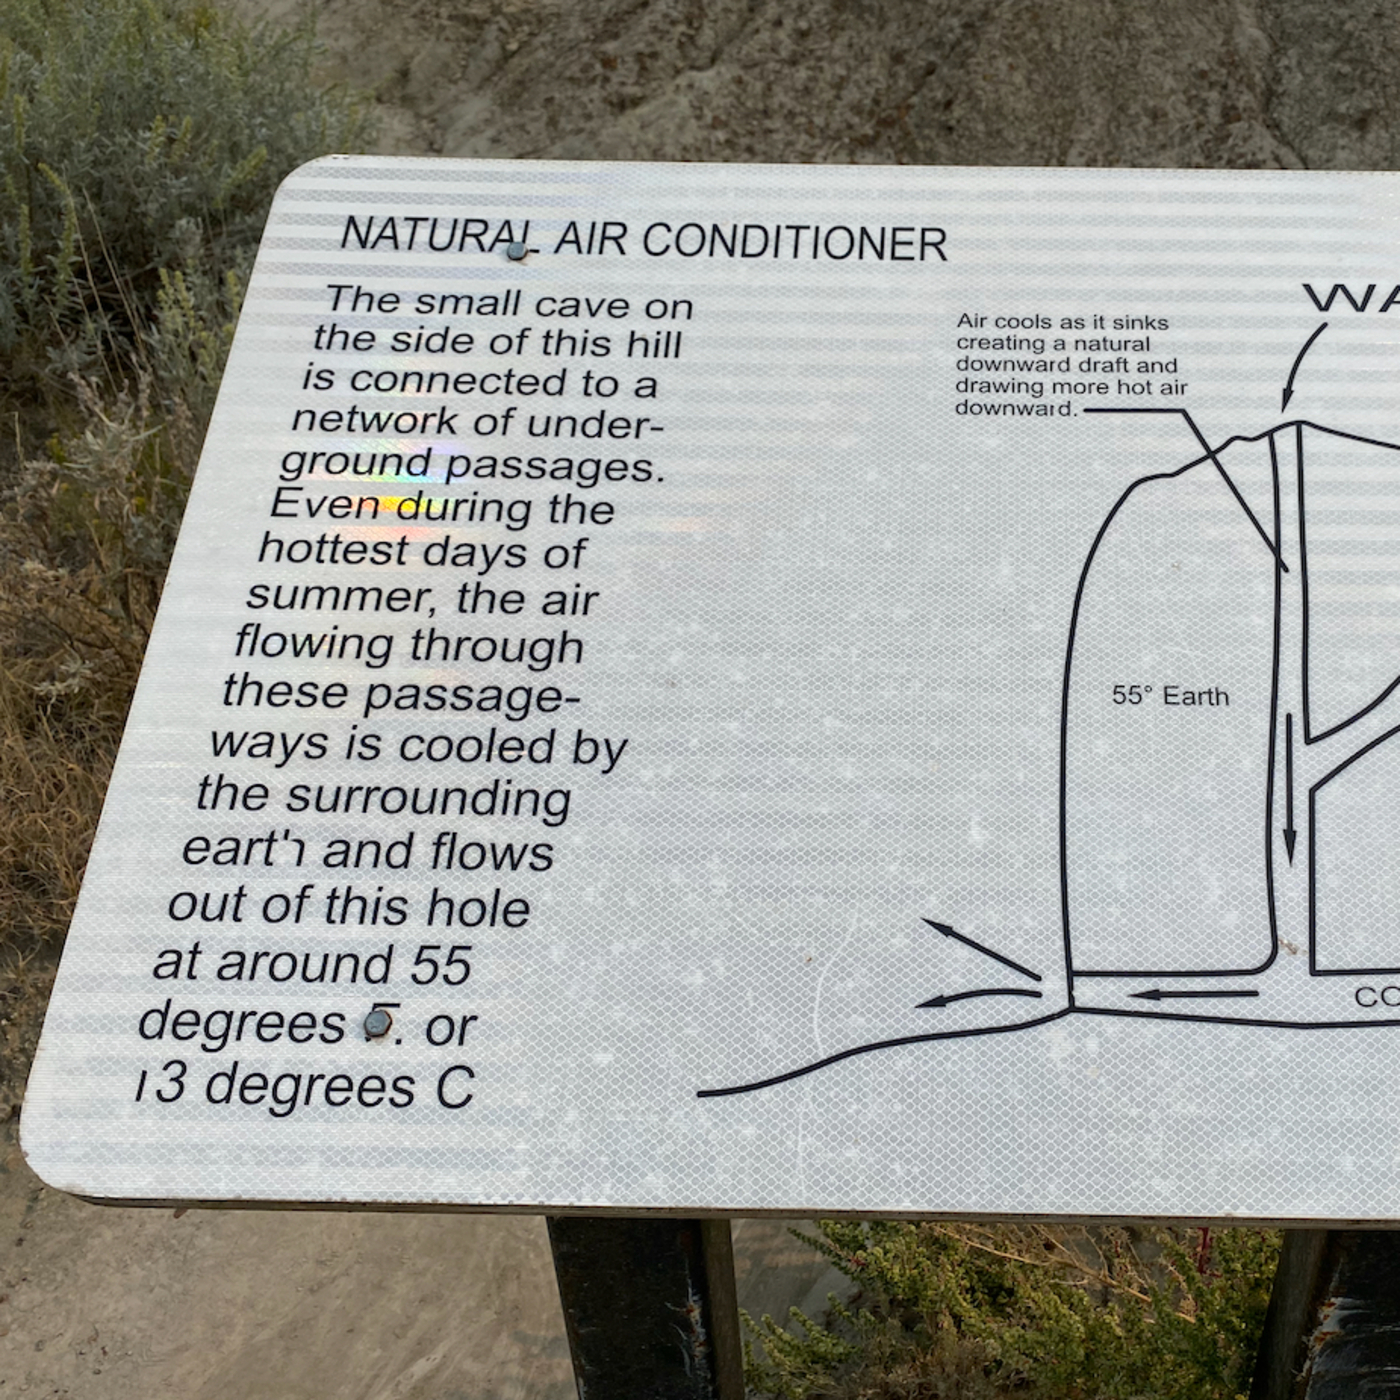 NATURAL AIR CONDITIONER
The small cave on
the side of this hill
is connected to a
network of under-
ground passages.
Even during the
hottest days of
summer, the air
flowing through
these passage-
ways is cooled by
the surrounding
earth and flows
out of this hole
at around 55
degrees F. or
13 degrees C
Air cools as it sinks
creating a natural
downward draft and
drawing more hot air
downward.
55° Earth